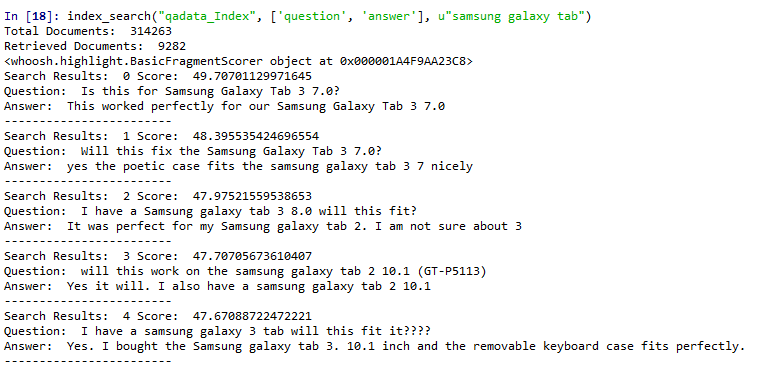 In [18]: index_search("qadata_Index", ['question', 'answer'], u"samsung galaxy tab")
Total Documents:  314263
Retrieved Documents:  9282
<whoosh.highlight.BasicFragmentScorer object at 0x000001A4F9AA23C8>
Search Results:  0 Score:  49.70701129971645
Question:  Is this for Samsung Galaxy Tab 3 7.0?
Answer:  This worked perfectly for our Samsung Galaxy Tab 3 7.0
------------------------
Search Results:  1 Score:  48.395535424696554
Question:  Will this fix the Samsung Galaxy Tab 3 7.0?
Answer:  yes the poetic case fits the samsung galaxy tab 3 7 nicely
------------------------
Search Results:  2 Score:  47.97521559538653
Question:  I have a Samsung galaxy tab 3 8.0 will this fit?
Answer:  It was perfect for my Samsung galaxy tab 2. I am not sure about 3
------------------------
Search Results:  3 Score:  47.70705673610407
Question:  will this work on the samsung galaxy tab 2 10.1 (GT-P5113)
Answer:  Yes it will. I also have a samsung galaxy tab 2 10.1
------------------------
Search Results:  4 Score:  47.67088722472221
Question:  I have a samsung galaxy 3 tab will this fit it????
Answer:  Yes. I bought the Samsung galaxy tab 3. 10.1 inch and the removable keyboard case fits perfectly.
------------------------